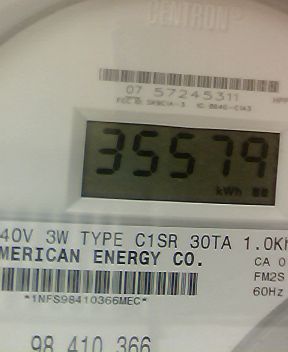 CENTRON®
07 57245311
35579
kWh
40V 3W TYPE C1SR 30TA 1.0Kh
MERICAN ENERGY CO.
CA 0
FM2S
60Hz
*1NFS98410366MEC*
98 410 366